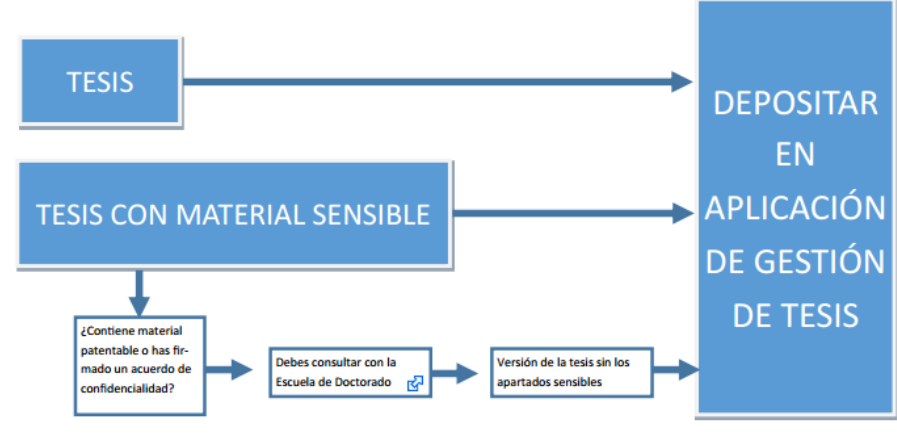 TESIS
TESIS CON MATERIAL SENSIBLE
¿Contiene material
patentable o has fir-
mado un acuerdo de
confidencialidad?
Debes consultar con la
Escuela de Doctorado
Versión de la tesis sin los
apartados sensibles
DEPOSITAR
EN
APLICACIÓN
DE GESTIÓN
DE TESIS